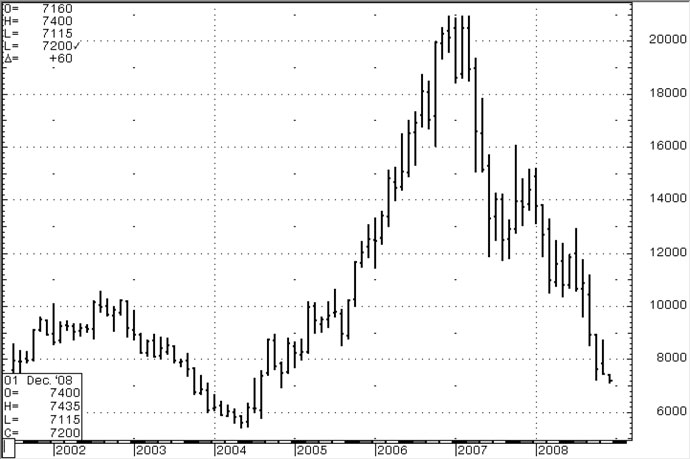 O= 7160
H= 7400
L= 7115
L= 7200✓
Δ= +60
20000
18000
16000
14000
12000
10000
8000
6000
01 Dec. '08
O= 7400
H= 7435
L= 7115
C= 7200
2002 2003 2004 2005 2006 2007 2008